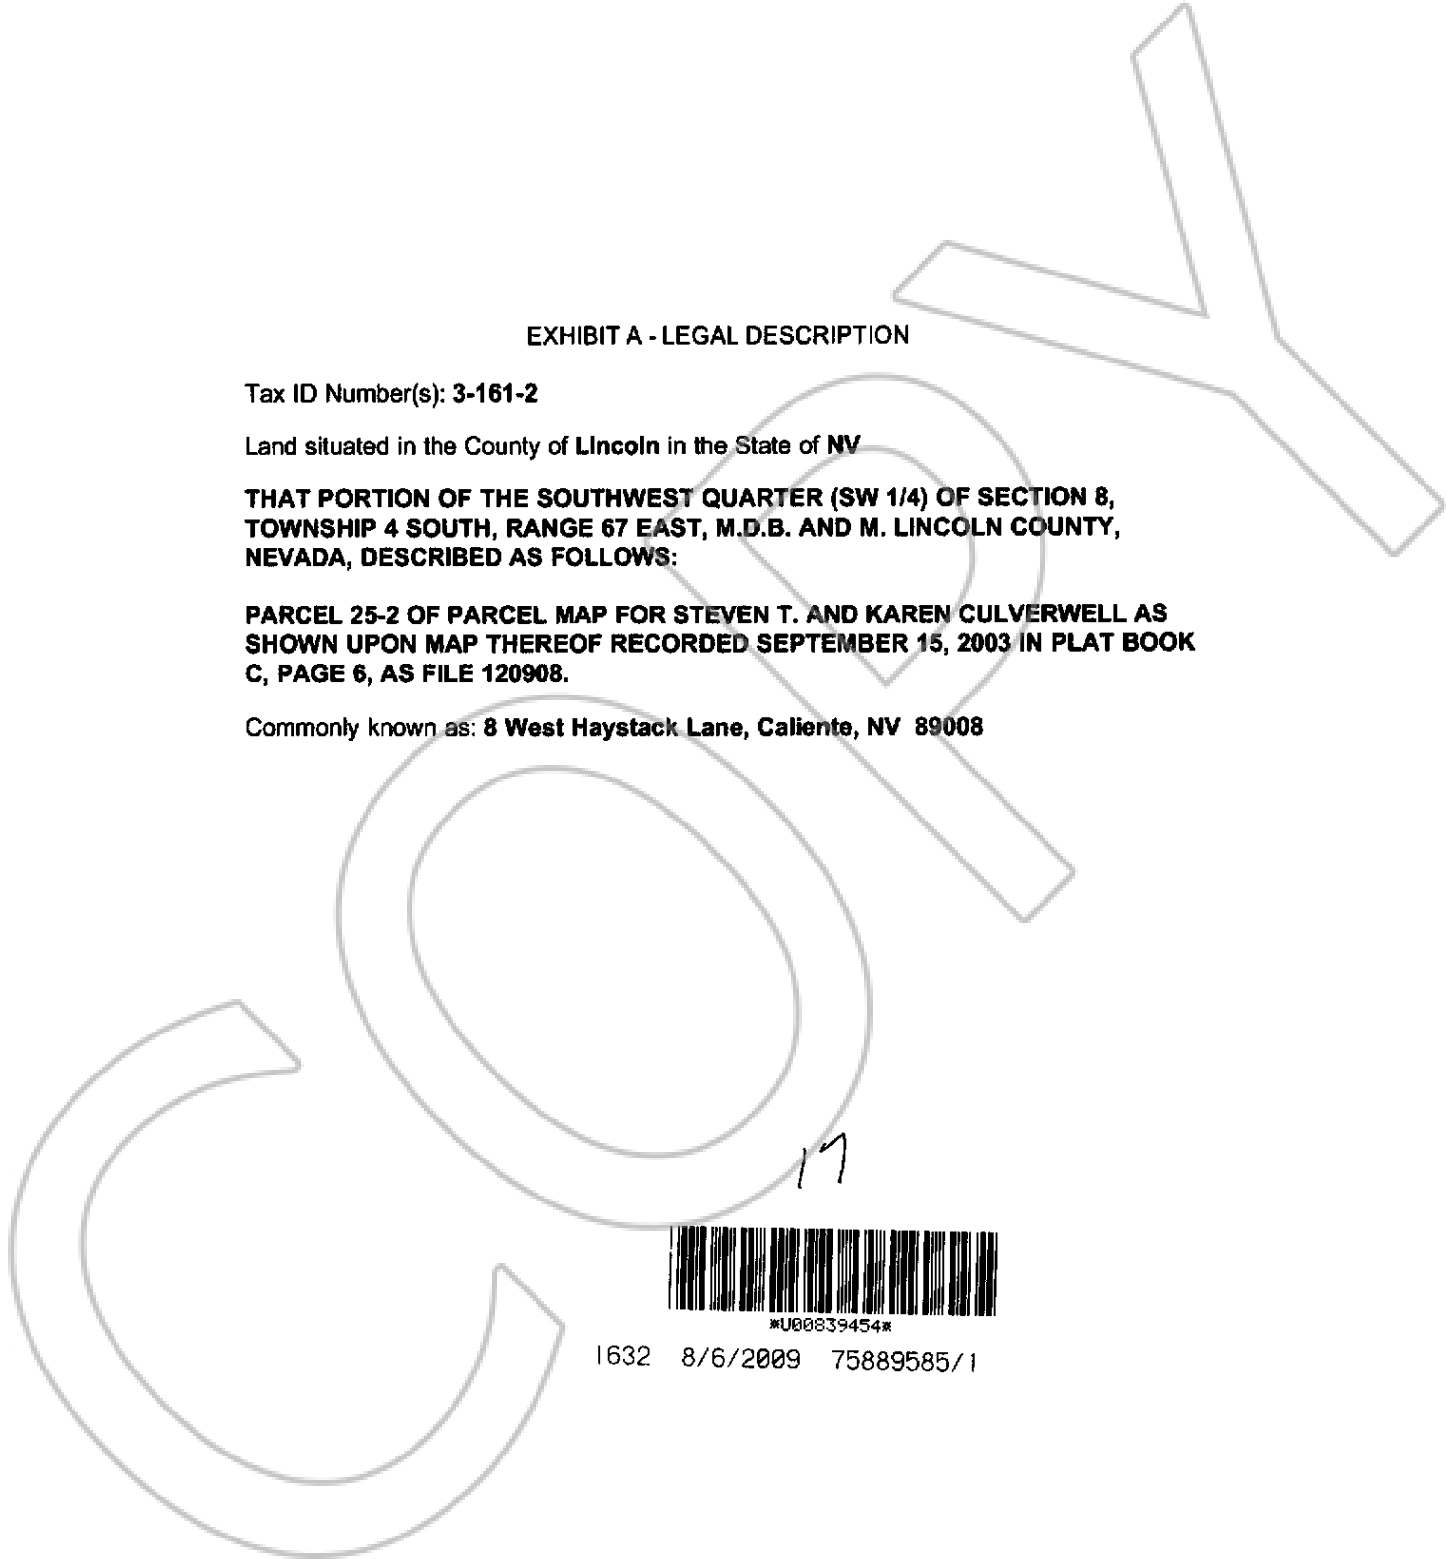 EXHIBIT A - LEGAL DESCRIPTION
Tax ID Number(s): 3-161-2
Land situated in the County of Lincoln in the State of NV
THAT PORTION OF THE SOUTHWEST QUARTER (SW 1/4) OF SECTION 8,
TOWNSHIP 4 SOUTH, RANGE 67 EAST, M.D.B. AND M. LINCOLN COUNTY,
NEVADA, DESCRIBED AS FOLLOWS:
PARCEL 25-2 OF PARCEL MAP FOR STEVEN T. AND KAREN CULVERWELL AS
SHOWN UPON MAP THEREOF RECORDED SEPTEMBER 15, 2003 IN PLAT BOOK
C, PAGE 6, AS FILE 120908.
Commonly known as: 8 West Haystack Lane, Caliente, NV 89008
COPY
17
*U00839454*
1632 8/6/2009 75889585/1